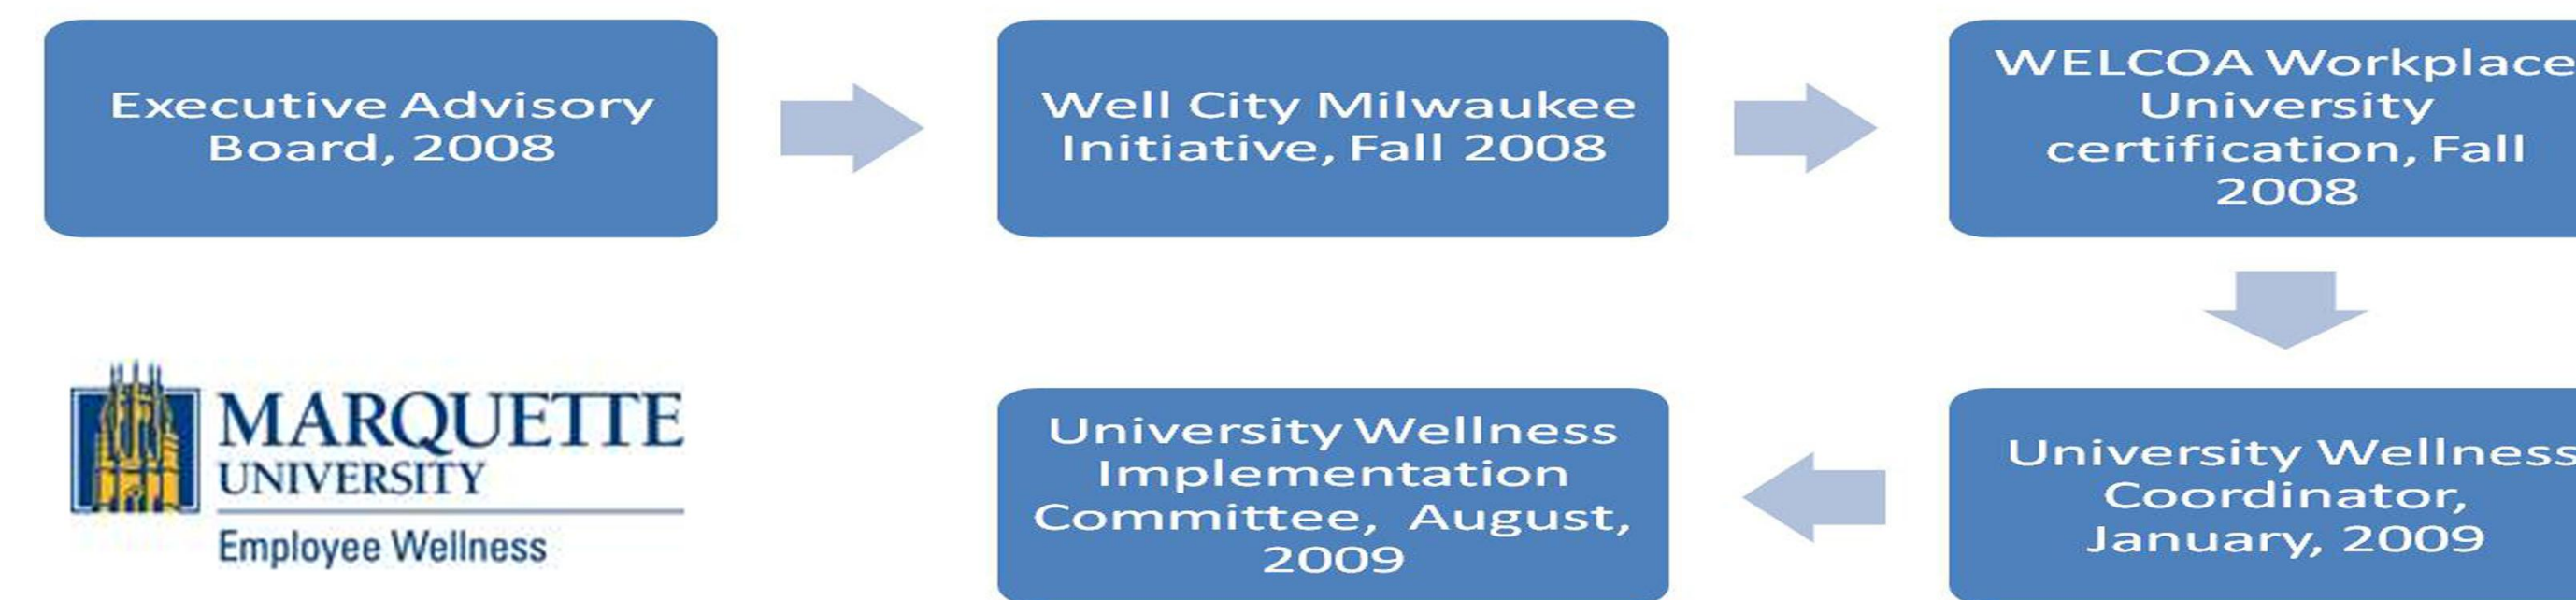 Executive Advisory
Board, 2008
Well City Milwaukee
Initiative, Fall 2008
WELCOA Workplace
University
certification, Fall
2008
University Wellness
Coordinator,
January, 2009
University Wellness
Implementation
Committee, August,
2009
MARQUETTE
UNIVERSITY
Employee Wellness